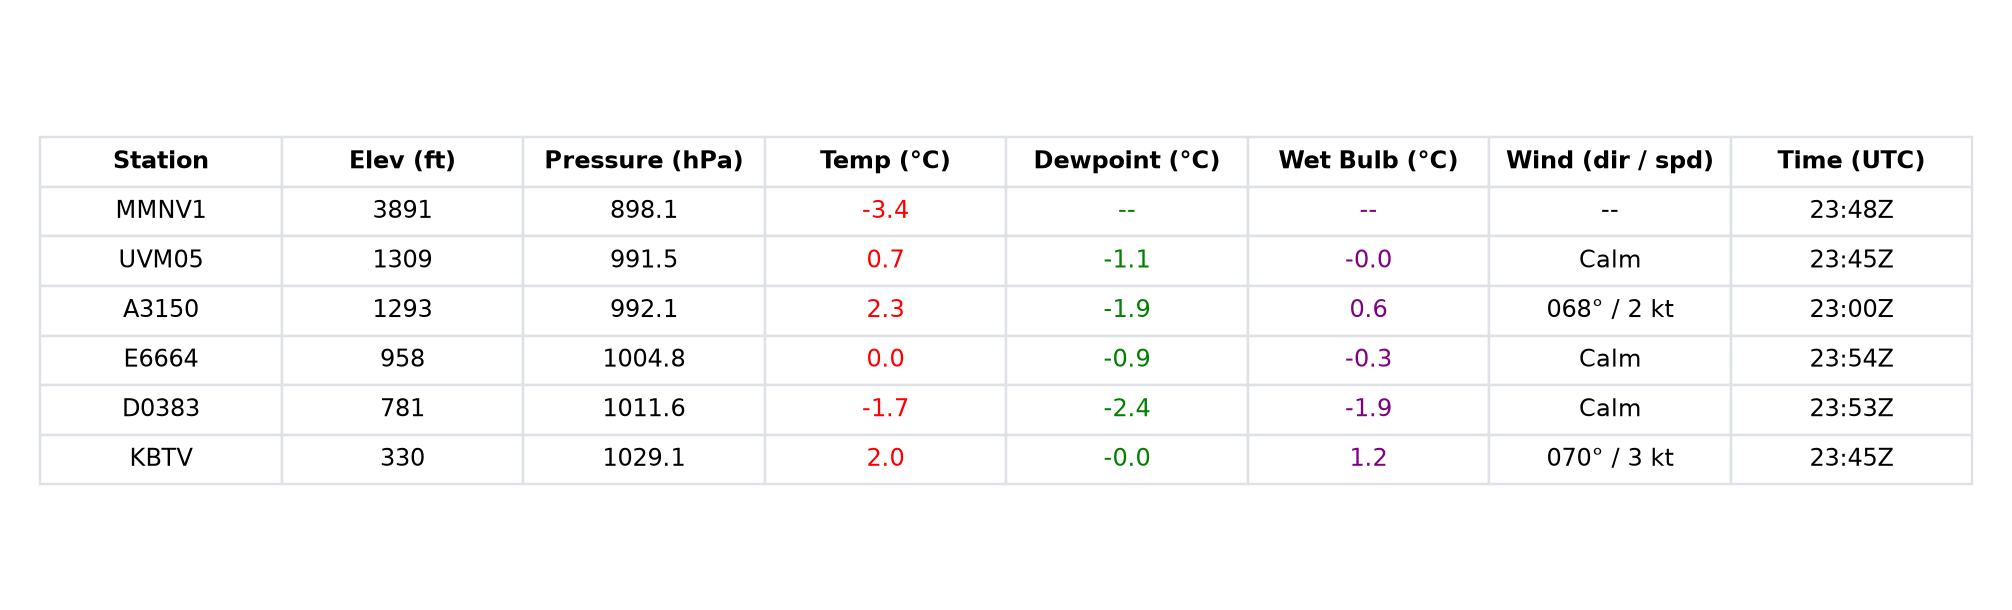 Station Elev (ft) Pressure (hPa) Temp (°C) Dewpoint (°C) Wet Bulb (°C) Wind (dir / spd) Time (UTC)
MMNV1 3891 898.1 -3.4 -- -- -- 23:48Z
UVM05 1309 991.5 0.7 -1.1 -0.0 Calm 23:45Z
A3150 1293 992.1 2.3 -1.9 0.6 068° / 2 kt 23:00Z
E6664 958 1004.8 0.0 -0.9 -0.3 Calm 23:54Z
D0383 781 1011.6 -1.7 -2.4 -1.9 Calm 23:53Z
KBTV 330 1029.1 2.0 -0.0 1.2 070° / 3 kt 23:45Z